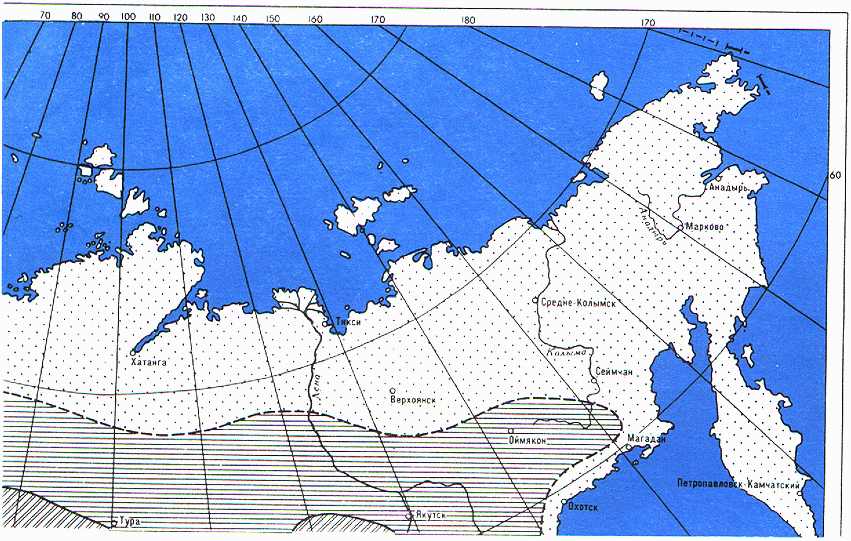 70 80 90 100 110 120 130 140 150 160 170 180 170
60
Анадырь
Анадырь
Марково
Средне-Колымск
Тикси
Колыма
Хатанга
Сеймчан
Лена
Верхоянск
Оймякон
Магадан
Петропавловск-Камчатский
Охотск
Якутск
Тура